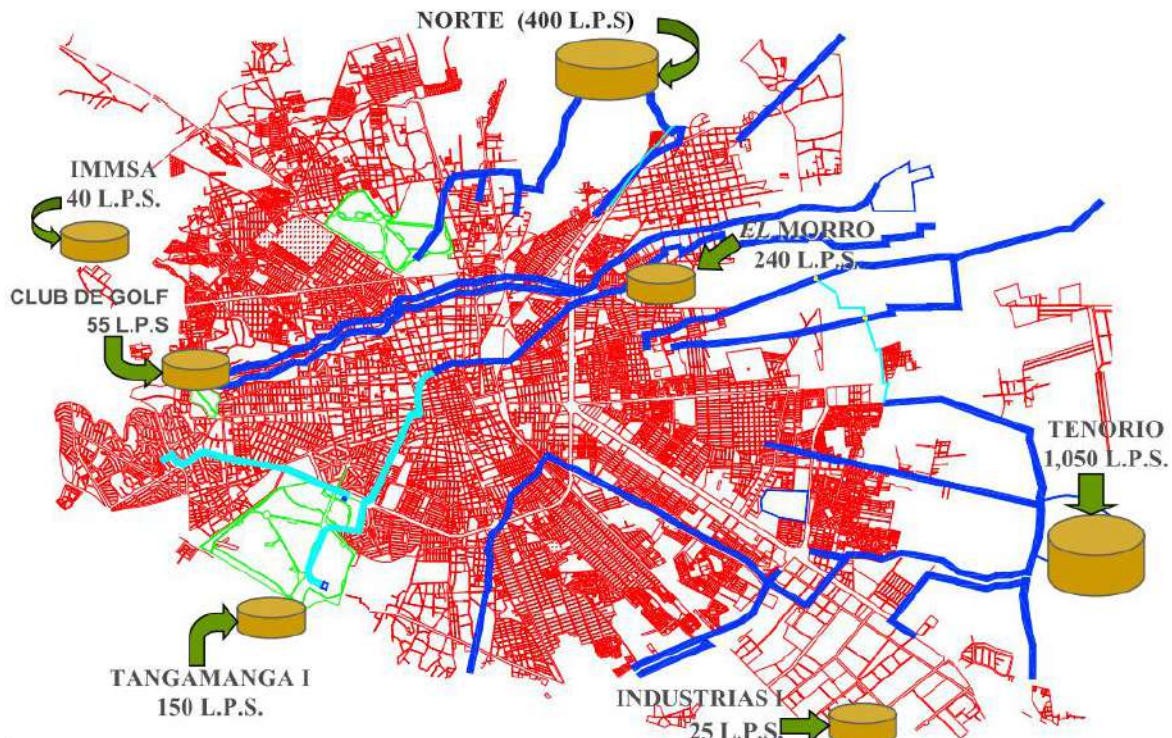 NORTE (400 L.P.S)
IMMSA
40 L.P.S.
EL MORRO
240 L.P.S.
CLUB DE GOLF
55 L.P.S
TENORIO
1,050 L.P.S.
TANGAMANGA I
150 L.P.S.
INDUSTRIAS I
25 L.P.S.